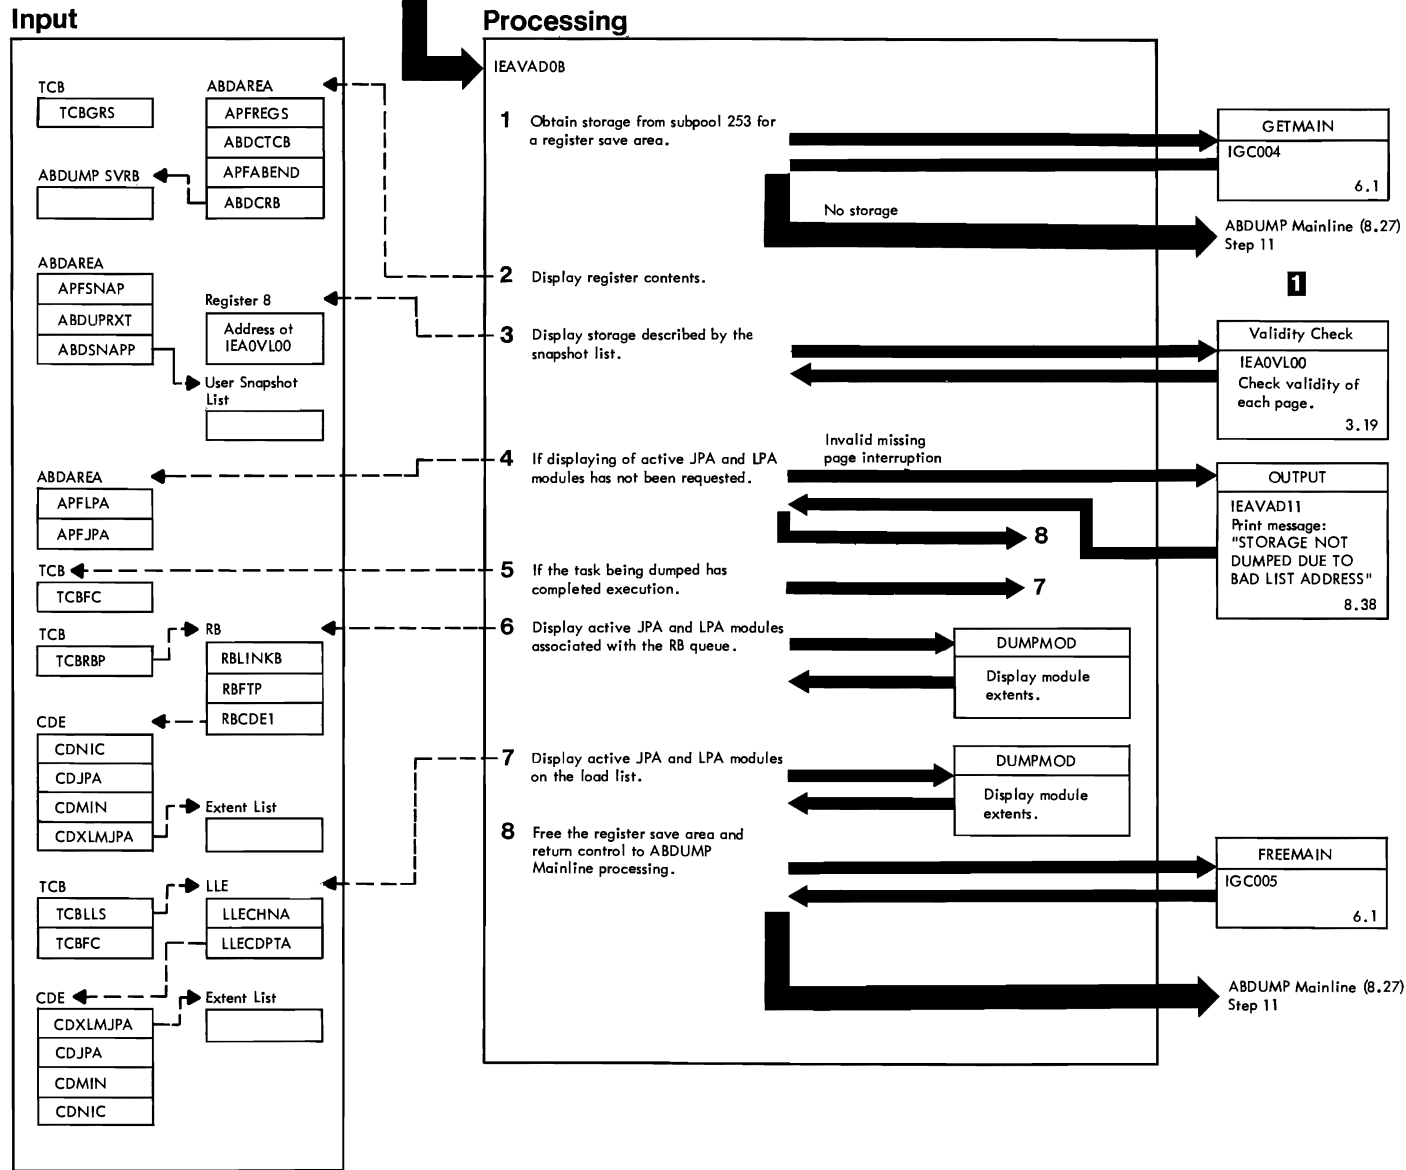 Input
TCB
TCBGRS
ABDAREA
APFREGS
ABDCTCB
APFABEND
ABDCRB
ABDUMP SVRB
ABDAREA
APFSNAP
ABDUPRXT
ABDSNAPP
Register 8
Address of
IEA0VL00
User Snapshot
List
ABDAREA
APFLPA
APFJPA
TCB
TCBFC
TCB
TCBRBP
RB
RBLINKB
RBFTP
RBCDE1
CDE
CDNIC
CDJPA
CDMIN
CDXLMJPA
Extent List
TCB
TCBLLS
TCBFC
LLE
LLECHNA
LLECDPTA
CDE
CDXLMJPA
CDJPA
CDMIN
CDNIC
Extent List
Processing
IEAVAD0B
1 Obtain storage from subpool 253 for
a register save area.
No storage
2 Display register contents.
3 Display storage described by the
snapshot list.
4 If displaying of active JPA and LPA
modules has not been requested.
Invalid missing
page interruption
8
5 If the task being dumped has
completed execution.
7
6 Display active JPA and LPA modules
associated with the RB queue.
DUMPMOD
Display module
extents.
7 Display active JPA and LPA modules
on the load list.
DUMPMOD
Display module
extents.
8 Free the register save area and
return control to ABDUMP
Mainline processing.
GETMAIN
IGC004
6.1
ABDUMP Mainline (8.27)
Step 11
1
Validity Check
IEA0VL00
Check validity of
each page.
3.19
OUTPUT
IEAVAD11
Print message:
"STORAGE NOT
DUMPED DUE TO
BAD LIST ADDRESS"
8.38
FREEMAIN
IGC005
6.1
ABDUMP Mainline (8.27)
Step 11